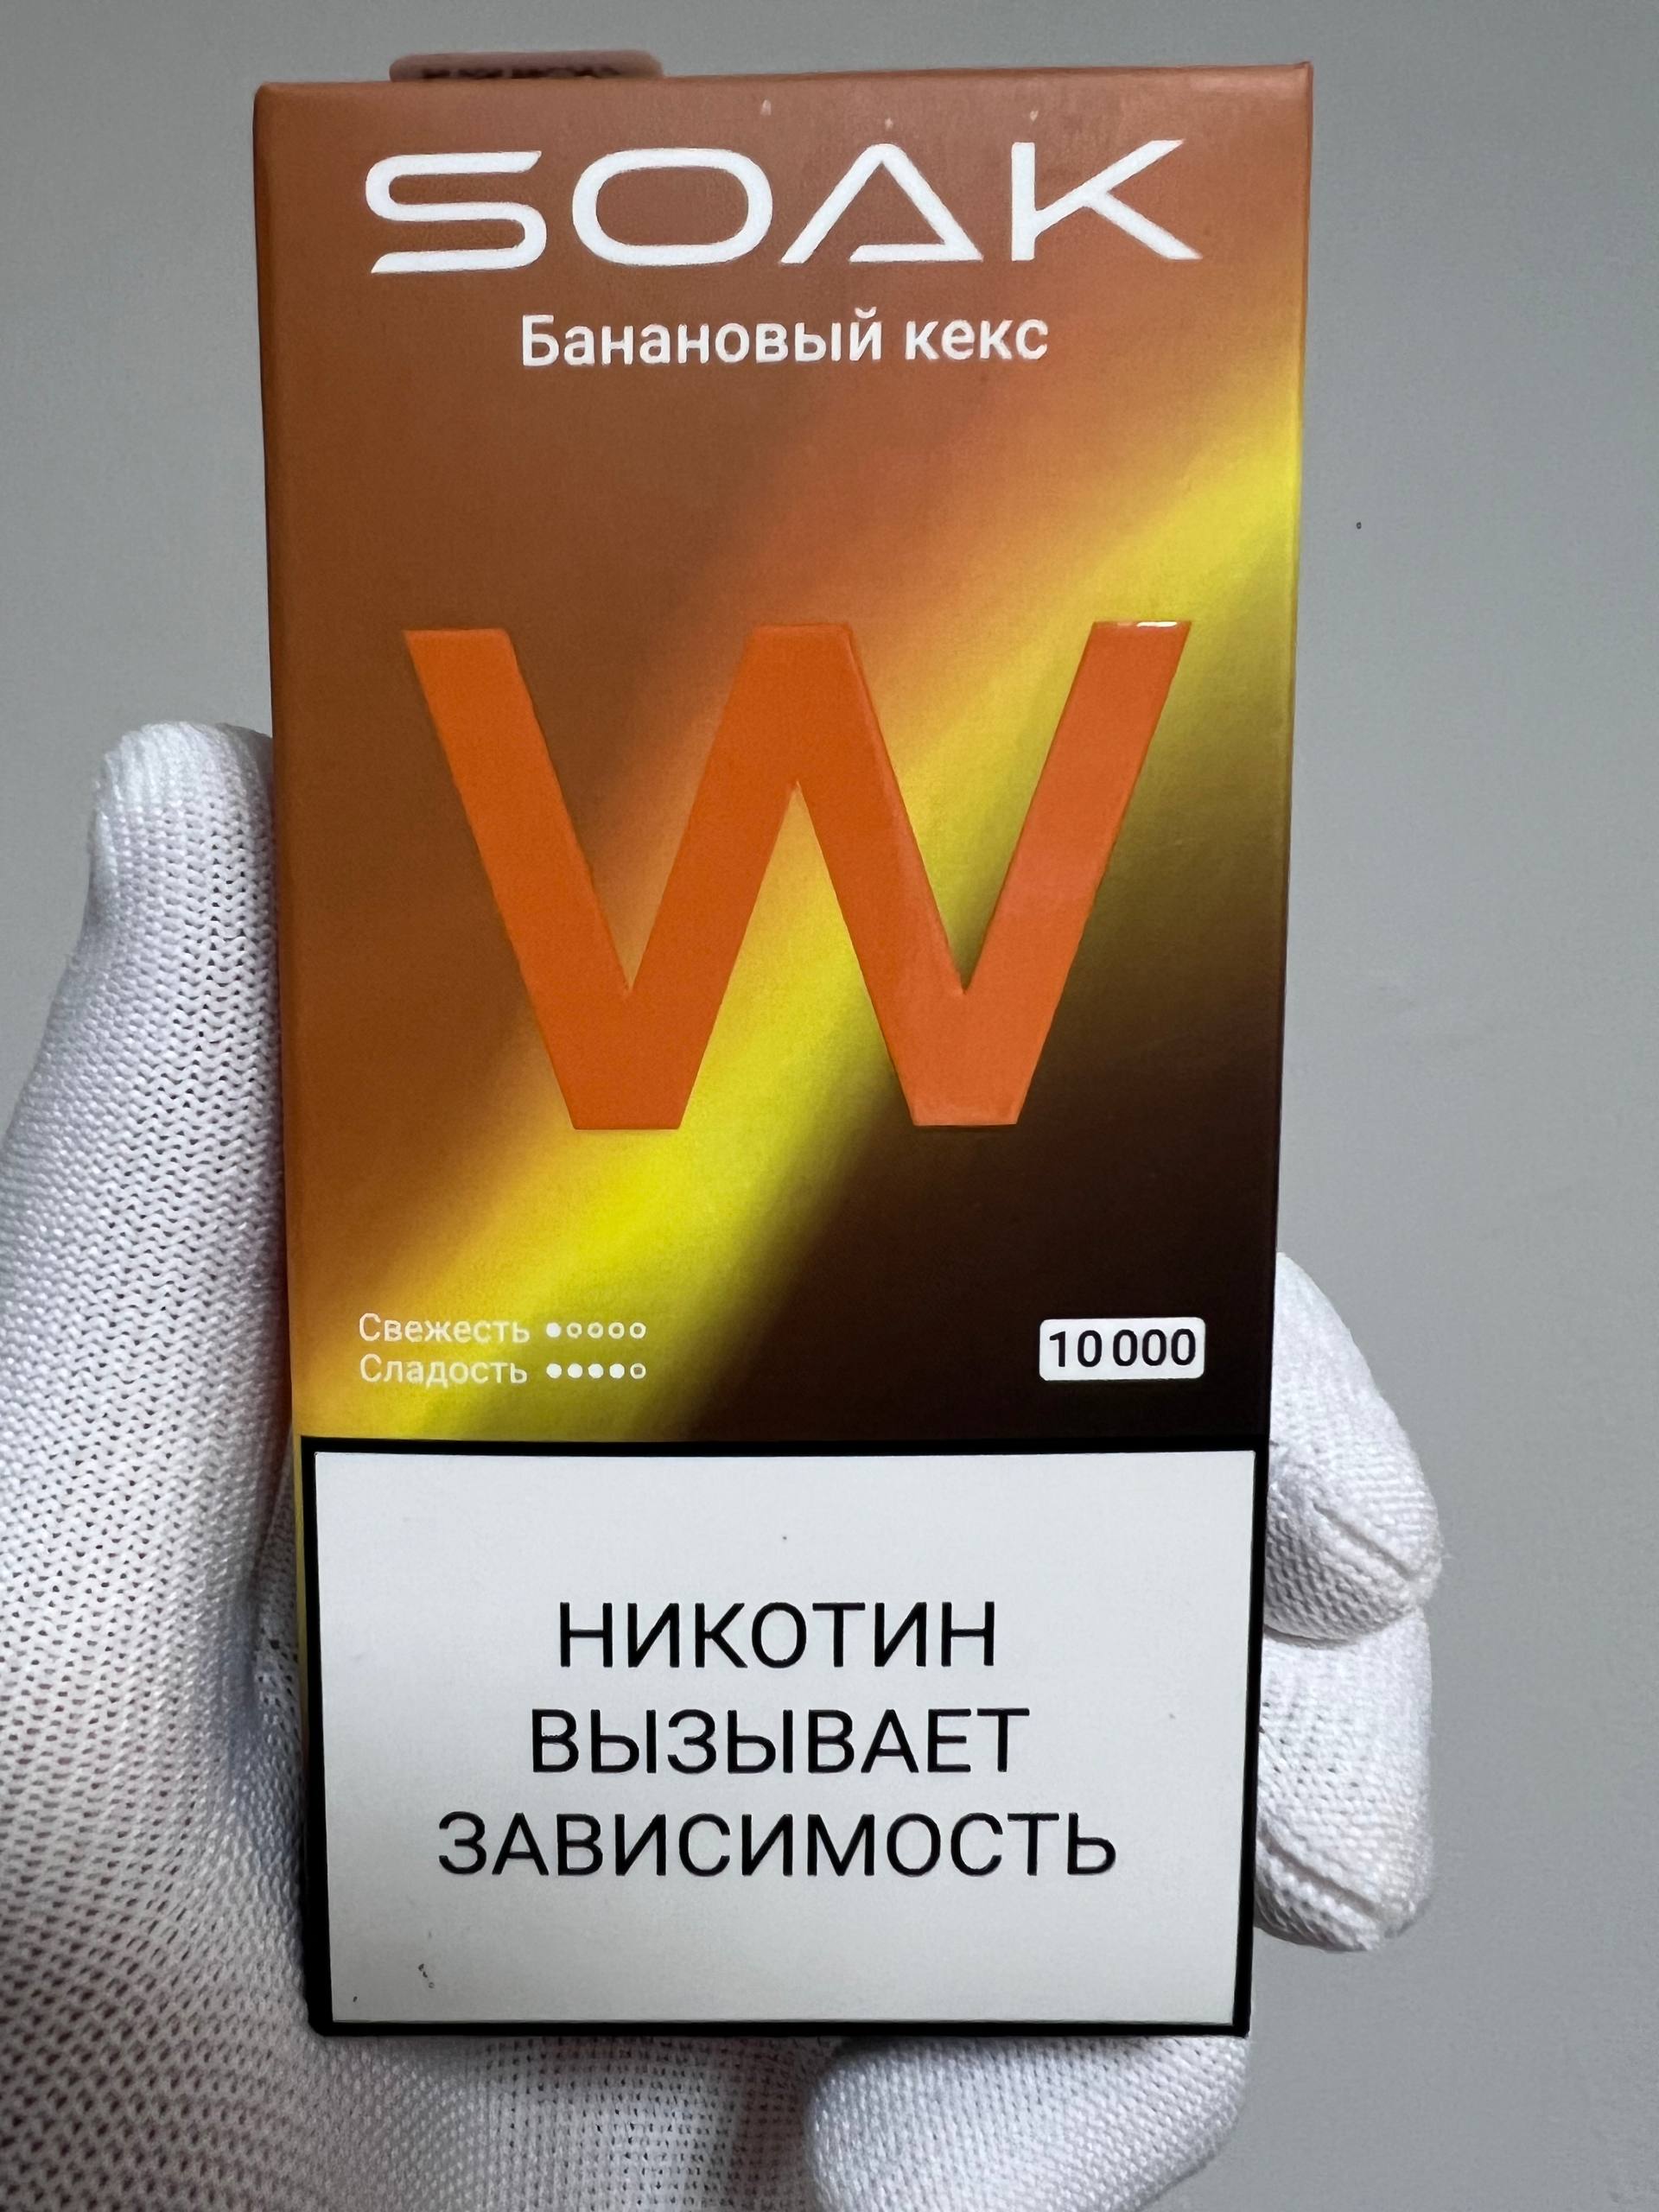 SOAK
Банановый кекс
W
Свежесть
Сладость
10 000
НИКОТИН
ВЫЗЫВАЕТ
ЗАВИСИМОСТЬ